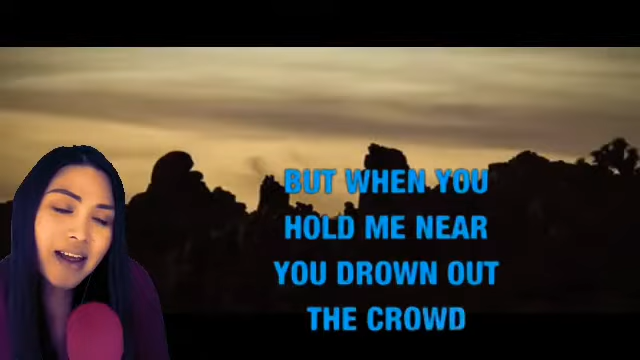 BUT WHEN YOU
HOLD ME NEAR
YOU DROWN OUT
THE CROWD